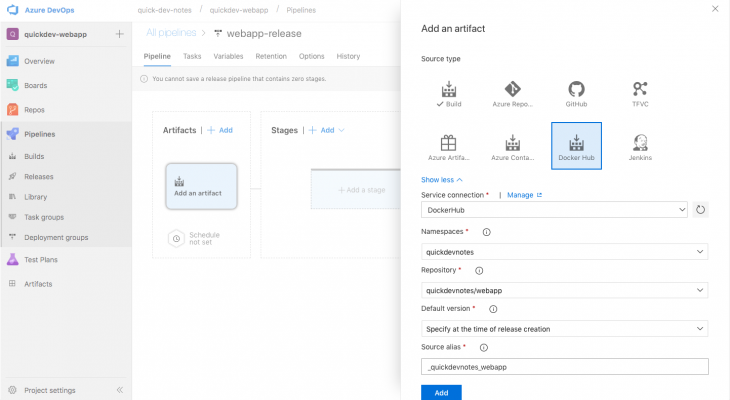 Azure DevOps
quick-dev-notes / quickdev-webapp / Pipelines
Q quickdev-webapp
Overview
Boards
Repos
Pipelines
Builds
Releases
Library
Task groups
Deployment groups
Test Plans
Artifacts
Project settings
All pipelines > webapp-release
Pipeline Tasks Variables Retention Options History
You cannot save a release pipeline that contains zero stages.
Artifacts | + Add
Stages | + Add
Add an artifact
+ Add a stage
Schedule
not set
Add an artifact
Source type
Build
Azure Repo...
GitHub
TFVC
Azure Artifa...
Azure Conta...
Docker Hub
Jenkins
Show less
Service connection * | Manage
DockerHub
Namespaces *
quickdevnotes
Repository *
quickdevnotes/webapp
Default version *
Specify at the time of release creation
Source alias *
_quickdevnotes_webapp
Add